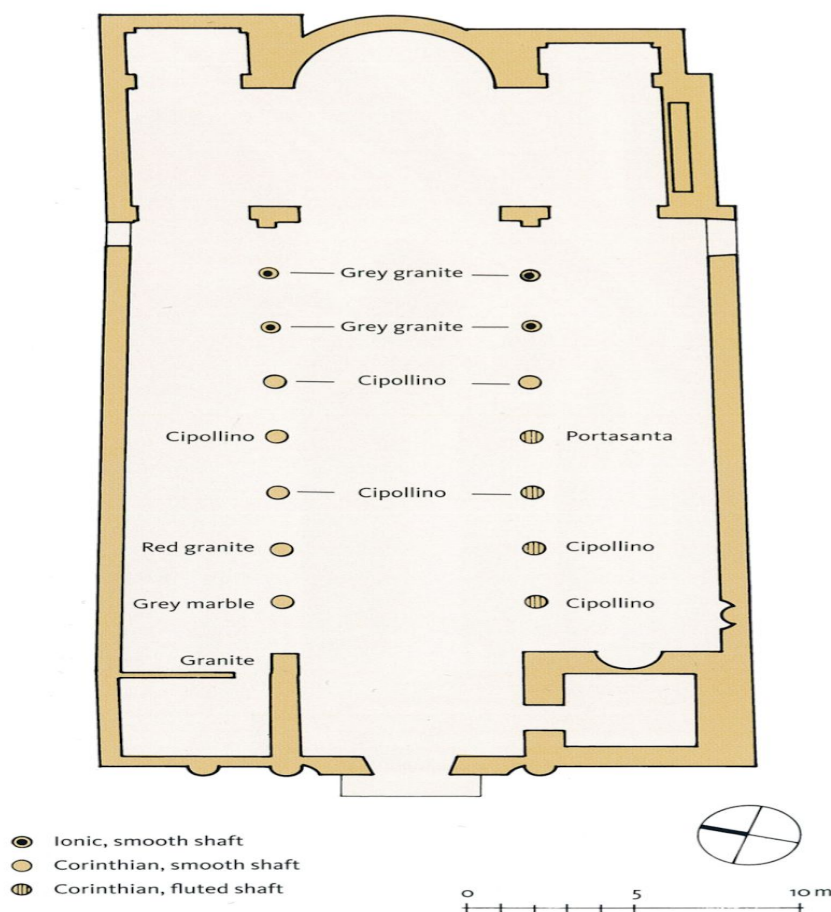 Grey granite
Grey granite
Cipollino
Cipollino
Portasanta
Cipollino
Red granite
Cipollino
Grey marble
Cipollino
Granite
Ionic, smooth shaft
Corinthian, smooth shaft
Corinthian, fluted shaft
0 5 10 m